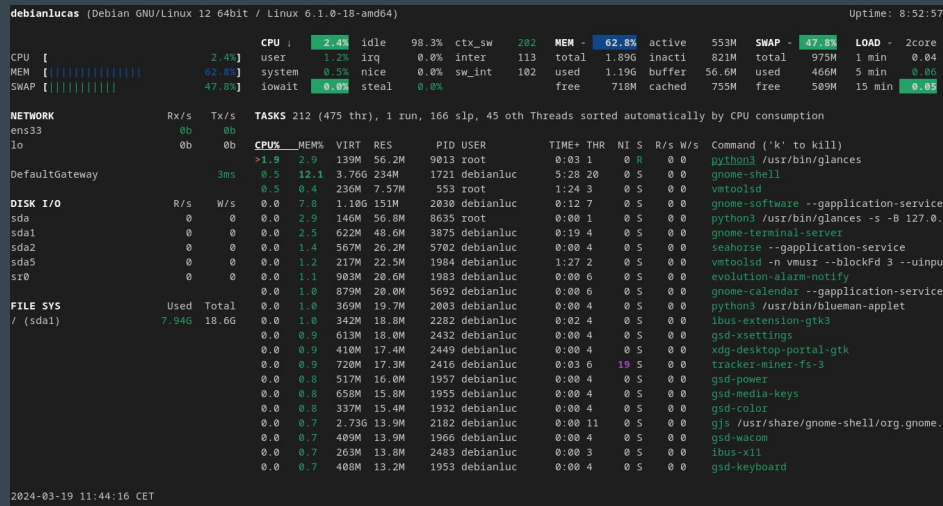 debianlucas (Debian GNU/Linux 12 64bit / Linux 6.1.0-18-amd64) Uptime: 8:52:57
CPU ↓ 2.4% idle 98.3% ctx_sw 202 MEM - 62.8% active 553M SWAP - 47.8% LOAD - 2core
CPU [ 2.4%] user 1.2% irq 0.0% inter 113 total 1.89G inacti 821M total 975M 1 min 0.04
MEM [||||||||||||||| 62.8%] system 0.5% nice 0.0% sw_int 102 used 1.19G buffer 56.6M used 466M 5 min 0.06
SWAP [||||||||||| 47.8%] iowait 0.0% steal 0.0% free 718M cached 755M free 509M 15 min 0.05
NETWORK Rx/s Tx/s TASKS 212 (475 thr), 1 run, 166 slp, 45 oth Threads sorted automatically by CPU consumption
ens33 0b 0b
lo 0b 0b CPU% MEM% VIRT RES PID USER TIME+ THR NI S R/s W/s Command ('k' to kill)
>1.9 2.9 139M 56.2M 9013 root 0:03 1 0 R 0 0 python3 /usr/bin/glances
DefaultGateway 3ms 0.5 12.1 3.76G 234M 1721 debianluc 5:28 20 0 S 0 0 gnome-shell
0.5 0.4 236M 7.57M 553 root 1:24 3 0 S 0 0 vmtoolsd
DISK I/O R/s W/s 0.0 7.8 1.10G 151M 2030 debianluc 0:12 7 0 S 0 0 gnome-software --gapplication-service
sda 0 0 0.0 2.9 146M 56.8M 8635 root 0:00 1 0 S 0 0 python3 /usr/bin/glances -s -B 127.0.
sda1 0 0 0.0 2.5 622M 48.6M 3875 debianluc 0:19 4 0 S 0 0 gnome-terminal-server
sda2 0 0 0.0 1.4 567M 26.2M 5702 debianluc 0:00 4 0 S 0 0 seahorse --gapplication-service
sda5 0 0 0.0 1.2 217M 22.5M 1984 debianluc 1:27 2 0 S 0 0 vmtoolsd -n vmusr --blockFd 3 --uinpu
sr0 0 0 0.0 1.1 903M 20.6M 1983 debianluc 0:00 6 0 S 0 0 evolution-alarm-notify
0.0 1.0 879M 20.0M 5692 debianluc 0:00 6 0 S 0 0 gnome-calendar --gapplication-service
FILE SYS Used Total 0.0 1.0 369M 19.7M 2003 debianluc 0:00 4 0 S 0 0 python3 /usr/bin/blueman-applet
/ (sda1) 7.94G 18.6G 0.0 1.0 342M 18.8M 2282 debianluc 0:02 4 0 S 0 0 ibus-extension-gtk3
0.0 0.9 613M 18.0M 2432 debianluc 0:00 4 0 S 0 0 gsd-xsettings
0.0 0.9 410M 17.4M 2449 debianluc 0:00 4 0 S 0 0 xdg-desktop-portal-gtk
0.0 0.9 720M 17.3M 2416 debianluc 0:03 6 19 S 0 0 tracker-miner-fs-3
0.0 0.8 517M 16.0M 1957 debianluc 0:00 4 0 S 0 0 gsd-power
0.0 0.8 658M 15.8M 1955 debianluc 0:00 4 0 S 0 0 gsd-media-keys
0.0 0.8 337M 15.4M 1932 debianluc 0:00 4 0 S 0 0 gsd-color
0.0 0.7 2.73G 13.9M 2182 debianluc 0:00 11 0 S 0 0 gjs /usr/share/gnome-shell/org.gnome.
0.0 0.7 409M 13.9M 1966 debianluc 0:00 4 0 S 0 0 gsd-wacom
0.0 0.7 263M 13.8M 2483 debianluc 0:00 3 0 S 0 0 ibus-x11
0.0 0.7 408M 13.2M 1953 debianluc 0:00 4 0 S 0 0 gsd-keyboard
2024-03-19 11:44:16 CET